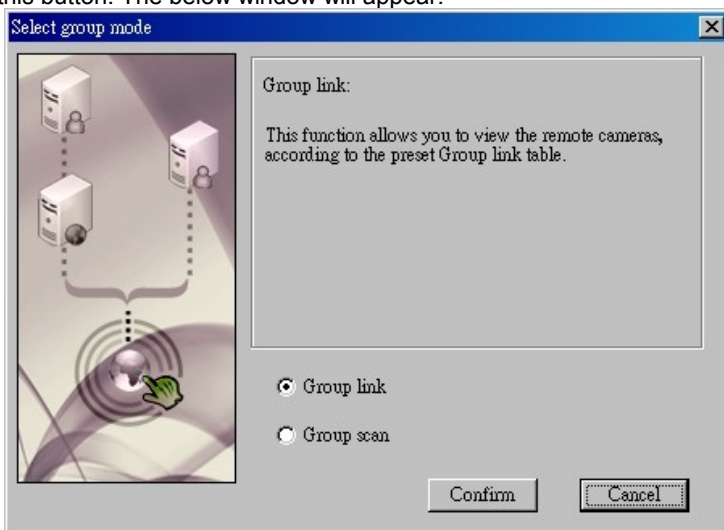 this button. The below window will appear.
Select group mode
Group link:
This function allows you to view the remote cameras,
according to the preset Group link table.
Group link
Group scan
Confirm
Cancel